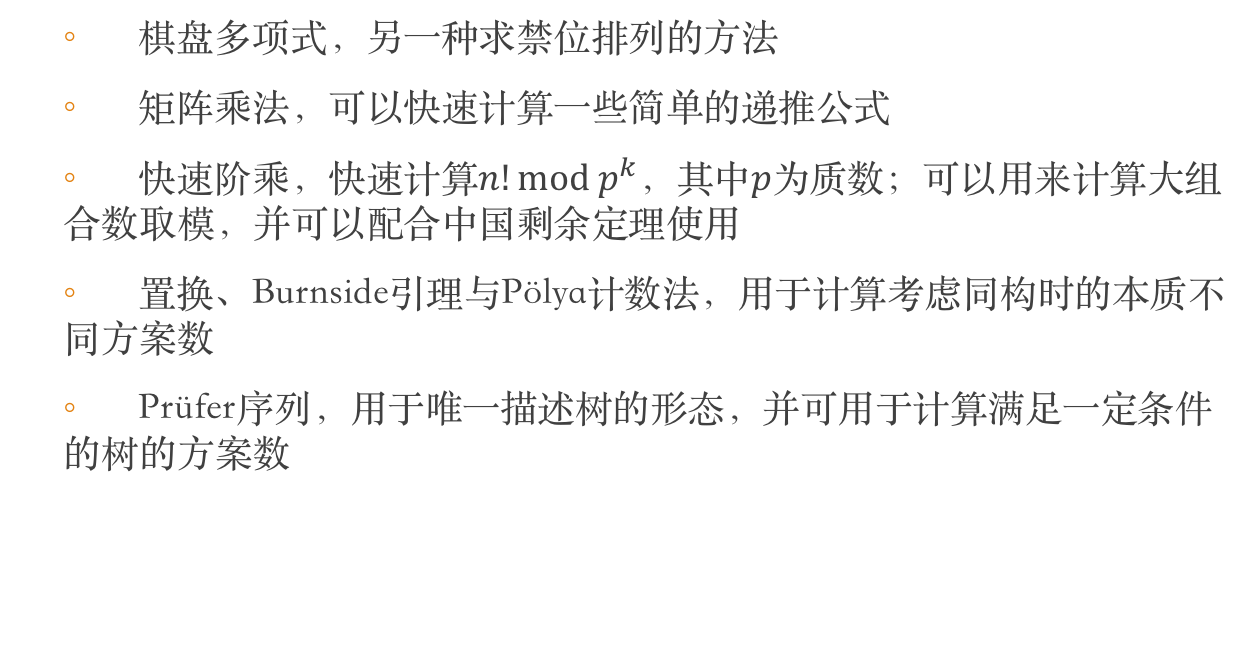 ◦ 棋盘多项式，另一种求禁位排列的方法
◦ 矩阵乘法，可以快速计算一些简单的递推公式
◦ 快速阶乘，快速计算n! mod p^k，其中p为质数；可以用来计算大组
合数取模，并可以配合中国剩余定理使用
◦ 置换、Burnside引理与Pölya计数法，用于计算考虑同构时的本质不
同方案数
◦ Prüfer序列，用于唯一描述树的形态，并可用于计算满足一定条件
的树的方案数